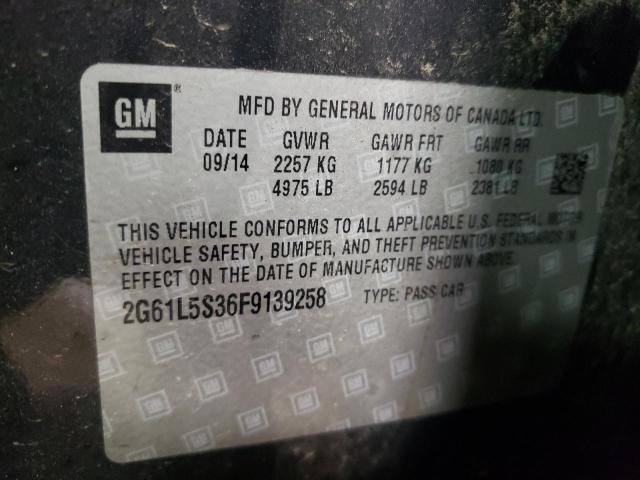 GM ®
MFD BY GENERAL MOTORS OF CANADA LTD.
DATE GVWR GAWR FRT GAWR RR
09/14 2257 KG 1177 KG 1080 KG
4975 LB 2594 LB 2381 LB
THIS VEHICLE CONFORMS TO ALL APPLICABLE U.S. FEDERAL MOTOR
VEHICLE SAFETY, BUMPER, AND THEFT PREVENTION STANDARDS IN
EFFECT ON THE DATE OF MANUFACTURE SHOWN ABOVE.
2G61L5S36F9139258 TYPE: PASS CAR